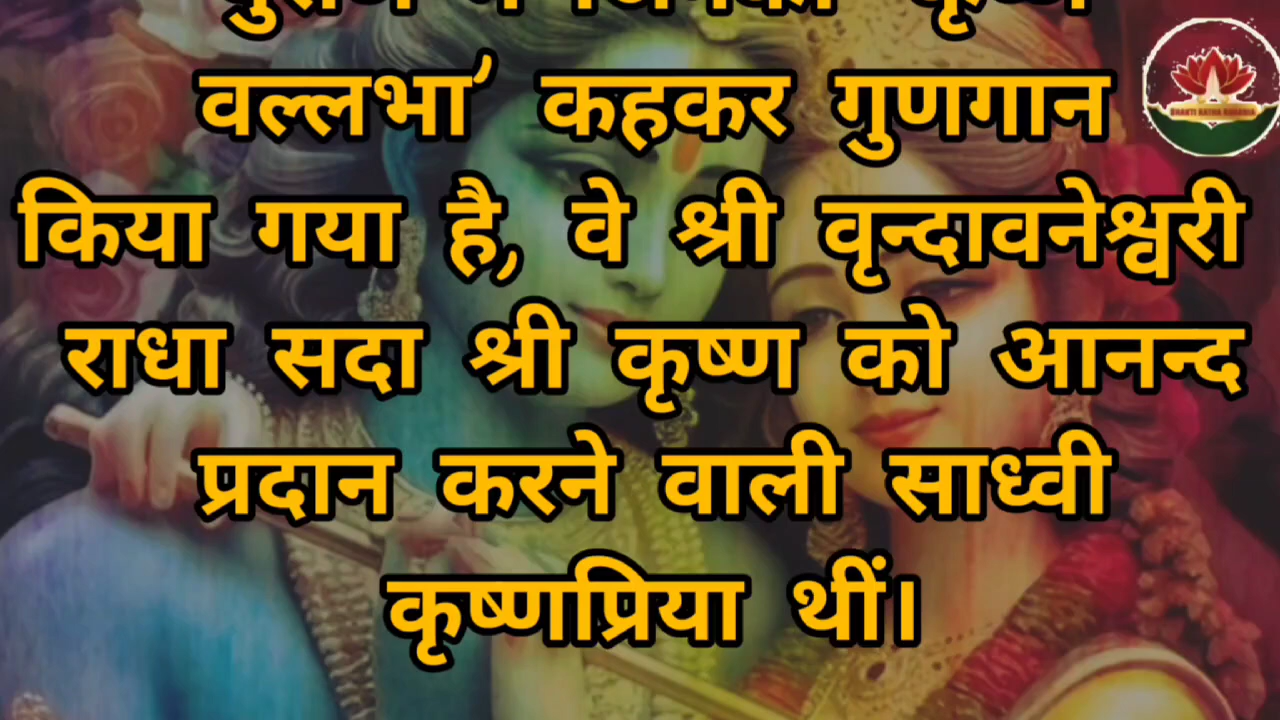 वल्लभा’ कहकर गुणगान
किया गया है, वे श्री वृन्दावनेश्वरी
राधा सदा श्री कृष्ण को आनन्द
प्रदान करने वाली साध्वी
कृष्णप्रिया थीं।